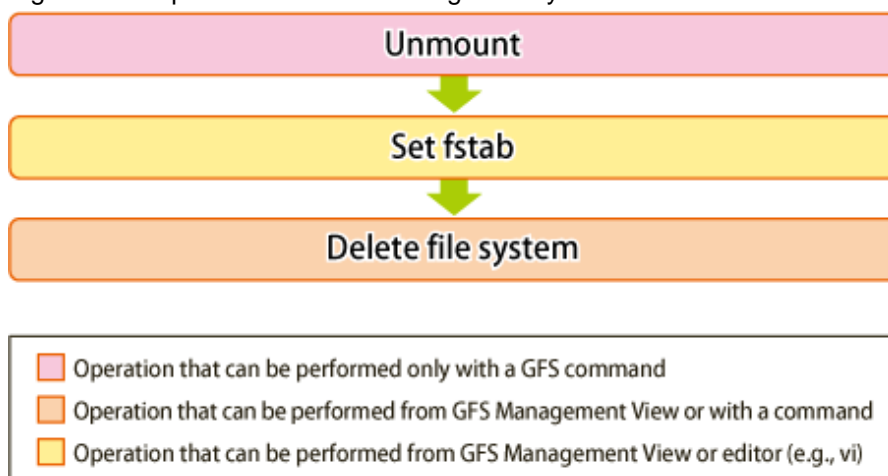 Unmount
Set fstab
Delete file system
Operation that can be performed only with a GFS command
Operation that can be performed from GFS Management View or with a command
Operation that can be performed from GFS Management View or editor (e.g., vi)